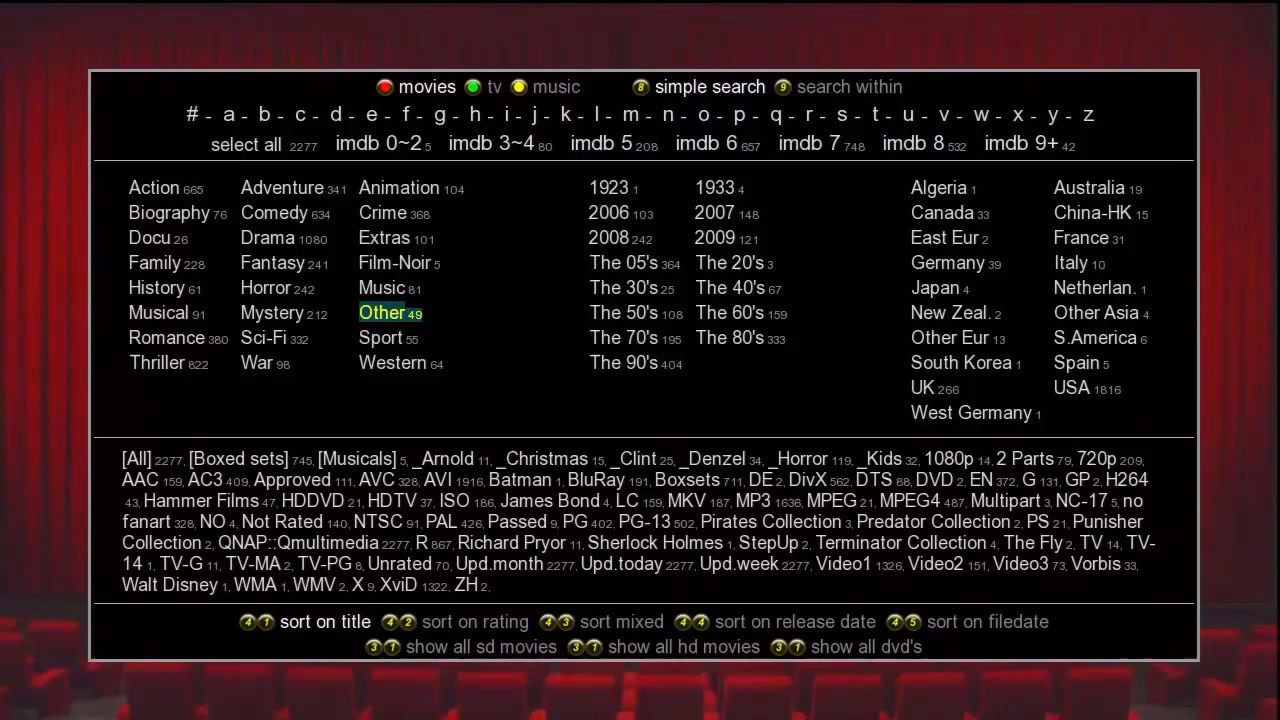 movies tv music 8 simple search 9 search within
# - a - b - c - d - e - f - g - h - i - j - k - l - m - n - o - p - q - r - s - t - u - v - w - x - y - z
select all 2277 imdb 0~2 5 imdb 3~4 80 imdb 5 208 imdb 6 657 imdb 7 748 imdb 8 532 imdb 9+ 42
Action 665 Adventure 341 Animation 104 1923 1 1933 4 Algeria 1 Australia 19
Biography 76 Comedy 634 Crime 368 2006 103 2007 148 Canada 33 China-HK 15
Docu 26 Drama 1080 Extras 101 2008 242 2009 121 East Eur 2 France 31
Family 228 Fantasy 241 Film-Noir 5 The 05's 364 The 20's 3 Germany 39 Italy 10
History 61 Horror 242 Music 81 The 30's 25 The 40's 67 Japan 4 Netherlan. 1
Musical 91 Mystery 212 Other 49 The 50's 108 The 60's 159 New Zeal. 2 Other Asia 4
Romance 380 Sci-Fi 332 Sport 55 The 70's 195 The 80's 333 Other Eur 13 S.America 6
Thriller 822 War 98 Western 64 The 90's 404 South Korea 1 Spain 5
UK 266 USA 1816
West Germany 1
[All] 2277, [Boxed sets] 745, [Musicals] 5, _Arnold 11, _Christmas 15, _Clint 25, _Denzel 34, _Horror 119, _Kids 32, 1080p 14, 2 Parts 79, 720p 209,
AAC 159, AC3 409, Approved 111, AVC 328, AVI 1916, Batman 1, BluRay 191, Boxsets 711, DE 2, DivX 562, DTS 88, DVD 2, EN 372, G 131, GP 2, H264
43, Hammer Films 47, HDDVD 21, HDTV 37, ISO 186, James Bond 4, LC 159, MKV 187, MP3 1636, MPEG 21, MPEG4 487, Multipart 3, NC-17 5, no
fanart 328, NO 4, Not Rated 140, NTSC 91, PAL 426, Passed 9, PG 402, PG-13 502, Pirates Collection 3, Predator Collection 2, PS 21, Punisher
Collection 2, QNAP::Qmultimedia 2277, R 867, Richard Pryor 11, Sherlock Holmes 1, StepUp 2, Terminator Collection 4, The Fly 2, TV 14, TV-
14 1, TV-G 11, TV-MA 2, TV-PG 8, Unrated 70, Upd.month 2277, Upd.today 2277, Upd.week 2277, Video1 1326, Video2 151, Video3 73, Vorbis 33,
Walt Disney 1, WMA 1, WMV 2, X 9, XviD 1322, ZH 2,
4 1 sort on title 4 2 sort on rating 4 3 sort mixed 4 4 sort on release date 4 5 sort on filedate
3 1 show all sd movies 3 1 show all hd movies 3 1 show all dvd's